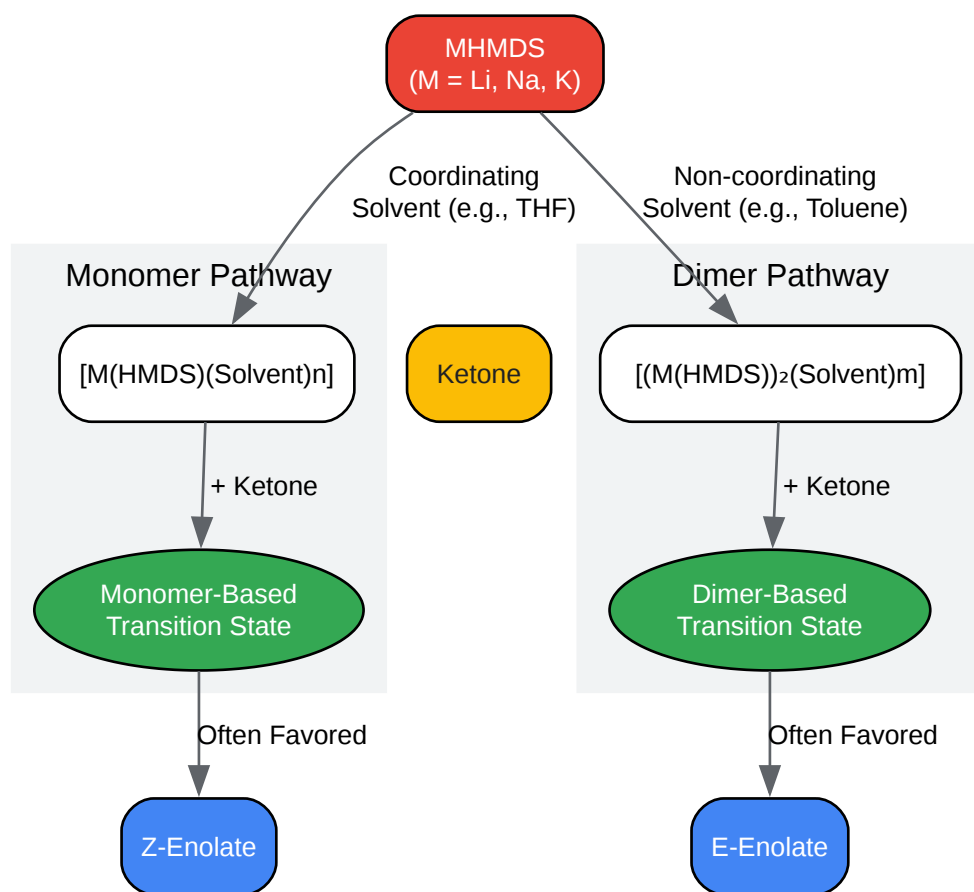 MHMDS
(M = Li, Na, K)
Coordinating
Solvent (e.g., THF)
Non-coordinating
Solvent (e.g., Toluene)
Monomer Pathway
Dimer Pathway
[M(HMDS)(Solvent)n]
Ketone
[(M(HMDS))₂(Solvent)m]
+ Ketone
+ Ketone
Monomer-Based
Transition State
Dimer-Based
Transition State
Often Favored
Often Favored
Z-Enolate
E-Enolate